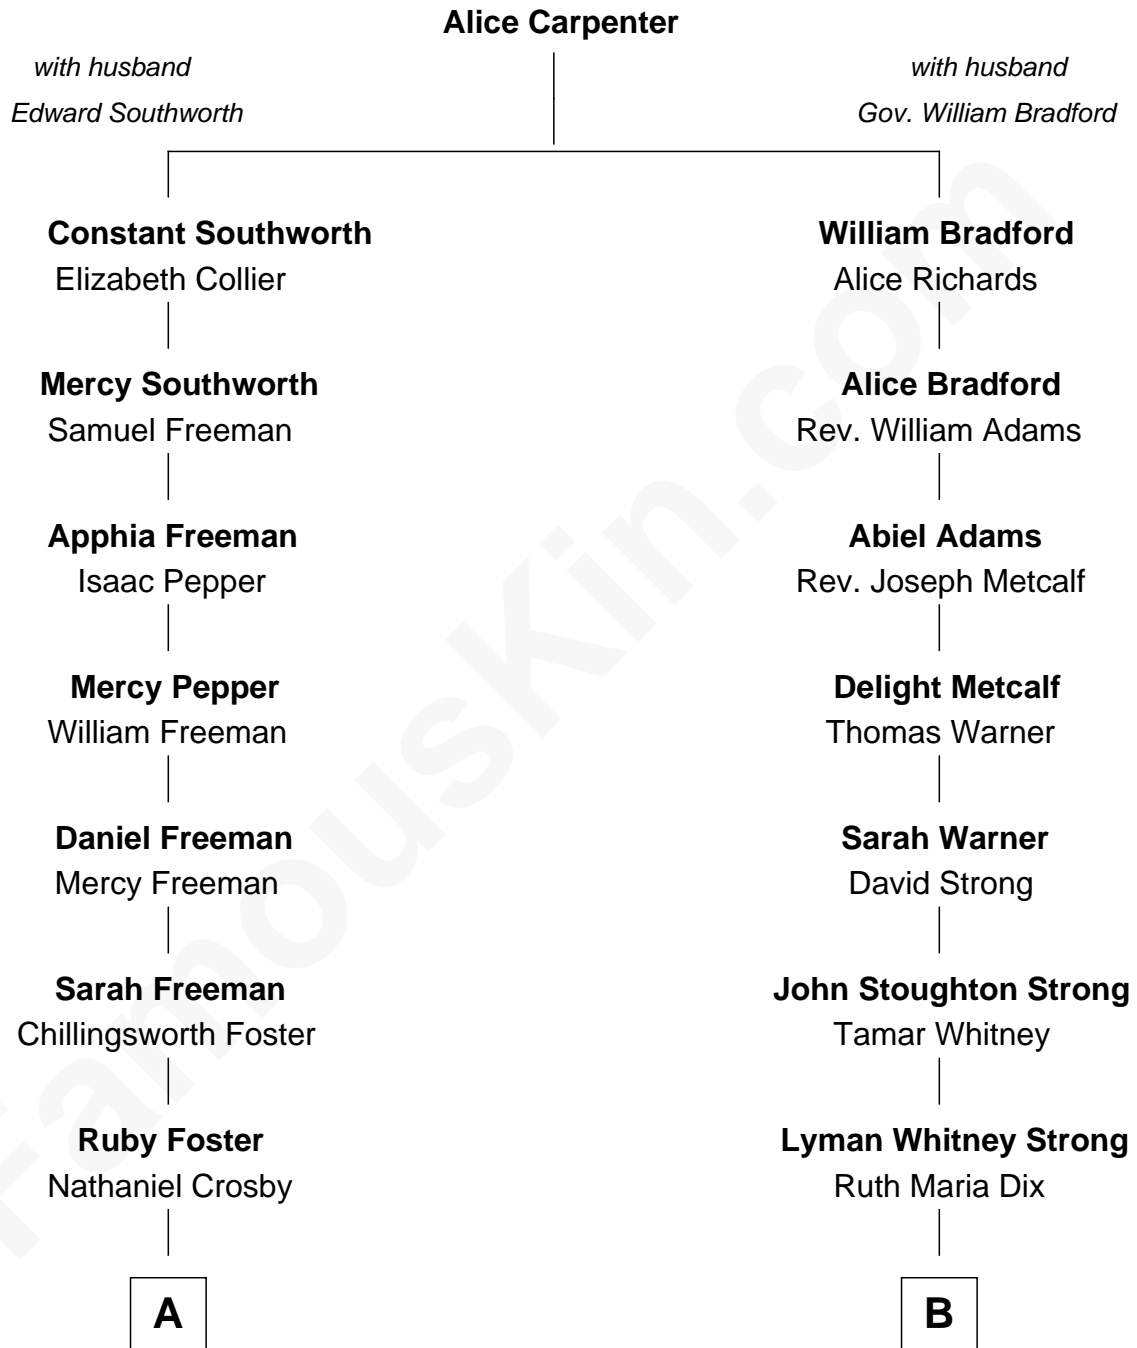 Alice Carpenter
with husband
Edward Southworth
with husband
Gov. William Bradford
Constant Southworth
Elizabeth Collier
William Bradford
Alice Richards
Mercy Southworth
Samuel Freeman
Alice Bradford
Rev. William Adams
Apphia Freeman
Isaac Pepper
Abiel Adams
Rev. Joseph Metcalf
Mercy Pepper
William Freeman
Delight Metcalf
Thomas Warner
Daniel Freeman
Mercy Freeman
Sarah Warner
David Strong
Sarah Freeman
Chillingsworth Foster
John Stoughton Strong
Tamar Whitney
Ruby Foster
Nathaniel Crosby
Lyman Whitney Strong
Ruth Maria Dix
A
B
FamousKin.com